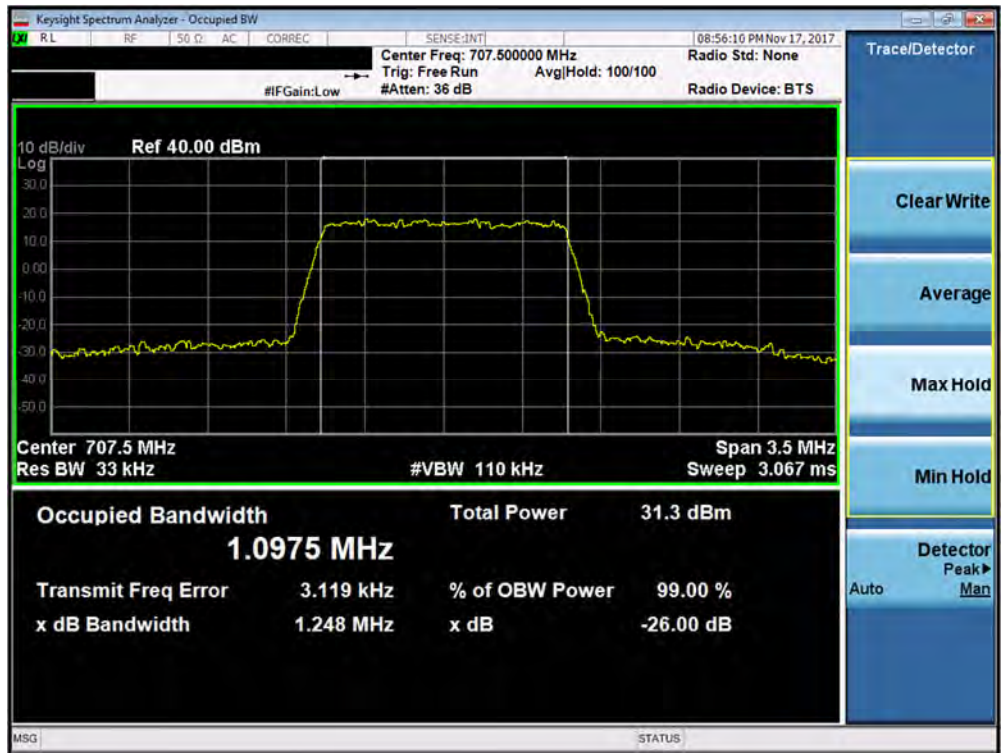 Keysight Spectrum Analyzer - Occupied BW
RL RF 50 Ω AC CORREC SENSE:INT 08:56:10 PM Nov 17, 2017
Center Freq: 707.500000 MHz Radio Std: None
Trig: Free Run Avg|Hold: 100/100
#IFGain:Low #Atten: 36 dB Radio Device: BTS
10 dB/div Ref 40.00 dBm
Log
30.0
20.0
10.0
0.00
-10.0
-20.0
-30.0
-40.0
-50.0
Center 707.5 MHz Span 3.5 MHz
Res BW 33 kHz #VBW 110 kHz Sweep 3.067 ms
Occupied Bandwidth Total Power 31.3 dBm
1.0975 MHz
Transmit Freq Error 3.119 kHz % of OBW Power 99.00 %
x dB Bandwidth 1.248 MHz x dB -26.00 dB
MSG STATUS
Trace/Detector
Clear Write
Average
Max Hold
Min Hold
Detector
Peak▶
Auto Man